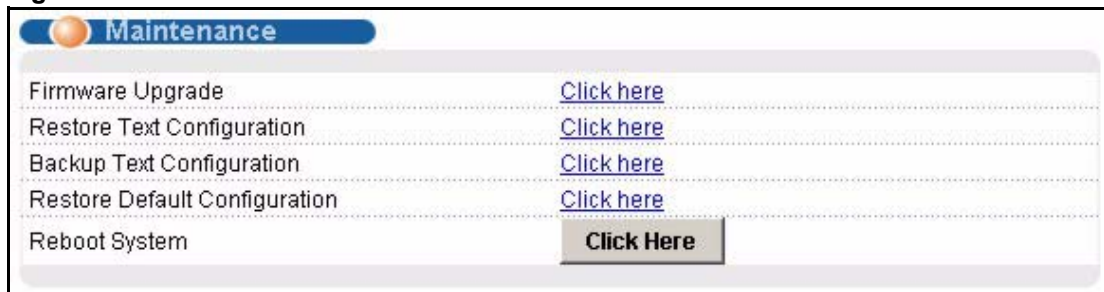 Maintenance
Firmware Upgrade Click here
Restore Text Configuration Click here
Backup Text Configuration Click here
Restore Default Configuration Click here
Reboot System Click Here